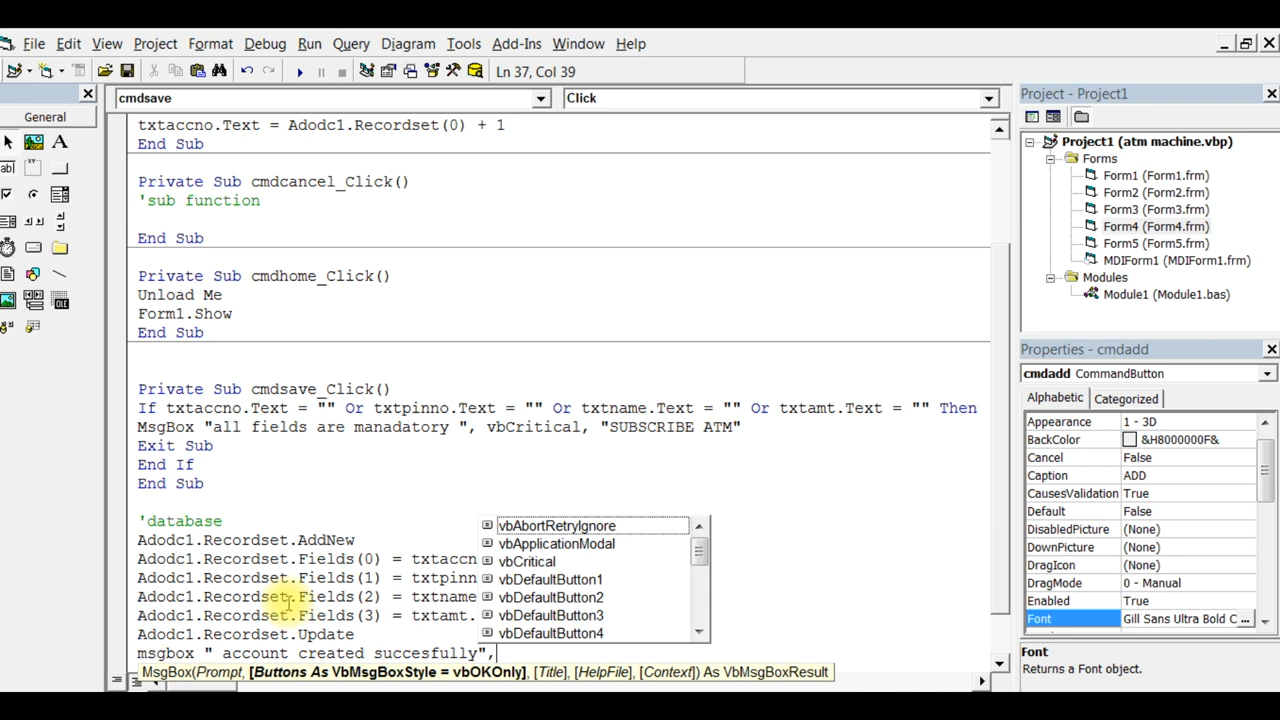 File Edit View Project Format Debug Run Query Diagram Tools Add-Ins Window Help
Ln 37, Col 39
General
cmdsave
Click
txtaccno.Text = Adodc1.Recordset(0) + 1
End Sub
Private Sub cmdcancel_Click()
'sub function
End Sub
Private Sub cmdhome_Click()
Unload Me
Form1.Show
End Sub
Private Sub cmdsave_Click()
If txtaccno.Text = "" Or txtpinno.Text = "" Or txtname.Text = "" Or txtamt.Text = "" Then
MsgBox "all fields are manadatory ", vbCritical, "SUBSCRIBE ATM"
Exit Sub
End If
End Sub
'database
Adodc1.Recordset.AddNew
Adodc1.Recordset.Fields(0) = txtaccn
Adodc1.Recordset.Fields(1) = txtpinn
Adodc1.Recordset.Fields(2) = txtname
Adodc1.Recordset.Fields(3) = txtamt.
Adodc1.Recordset.Update
msgbox " account created succesfully",
vbAbortRetryIgnore
vbApplicationModal
vbCritical
vbDefaultButton1
vbDefaultButton2
vbDefaultButton3
vbDefaultButton4
MsgBox(Prompt, [Buttons As VbMsgBoxStyle = vbOKOnly], [Title], [HelpFile], [Context]) As VbMsgBoxResult
Project - Project1
Project1 (atm machine.vbp)
Forms
Form1 (Form1.frm)
Form2 (Form2.frm)
Form3 (Form3.frm)
Form4 (Form4.frm)
Form5 (Form5.frm)
MDIForm1 (MDIForm1.frm)
Modules
Module1 (Module1.bas)
Properties - cmdadd
cmdadd CommandButton
Alphabetic Categorized
Appearance 1 - 3D
BackColor &H8000000F&
Cancel False
Caption ADD
CausesValidation True
Default False
DisabledPicture (None)
DownPicture (None)
DragIcon (None)
DragMode 0 - Manual
Enabled True
Font Gill Sans Ultra Bold C ...
Font
Returns a Font object.